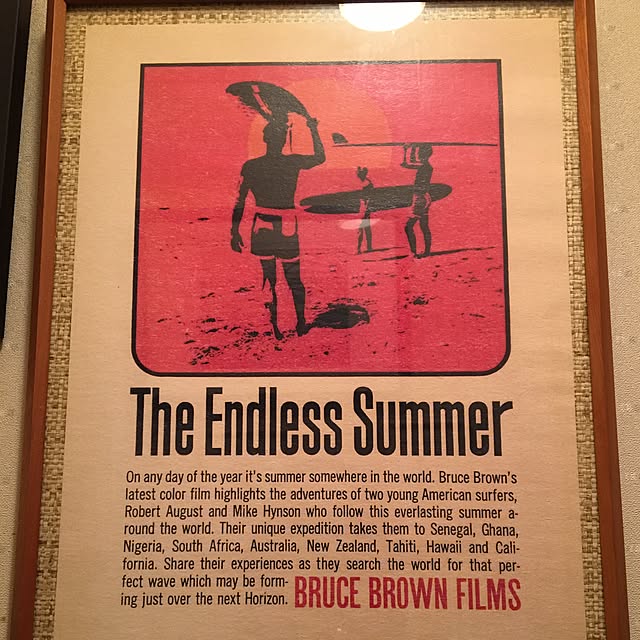 The Endless Summer
On any day of the year it's summer somewhere in the world. Bruce Brown's
latest color film highlights the adventures of two young American surfers,
Robert August and Mike Hynson who follow this everlasting summer a-
round the world. Their unique expedition takes them to Senegal, Ghana,
Nigeria, South Africa, Australia, New Zealand, Tahiti, Hawaii and Cali-
fornia. Share their experiences as they search the world for that per-
fect wave which may be form-
ing just over the next Horizon.
BRUCE BROWN FILMS